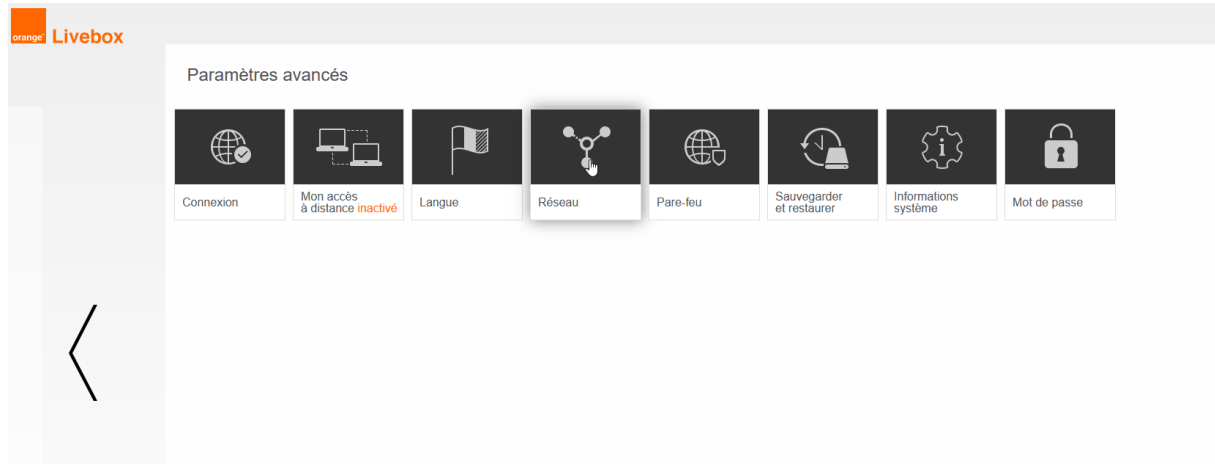 orange™ Livebox
Paramètres avancés
Connexion
Mon accès
à distance inactivé
Langue
Réseau
Pare-feu
Sauvegarder
et restaurer
Informations
système
Mot de passe